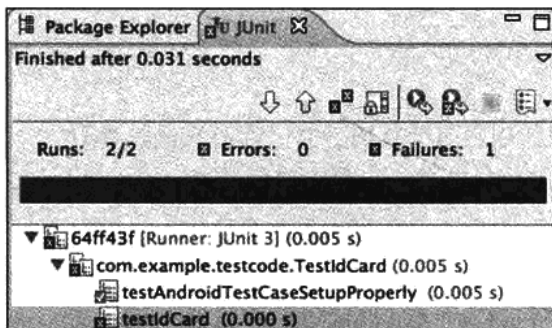 Package Explorer JUnit
Finished after 0.031 seconds
Runs: 2/2 Errors: 0 Failures: 1
64ff43f [Runner: JUnit 3] (0.005 s)
com.example.testcode.TestIdCard (0.005 s)
testAndroidTestCaseSetupProperly (0.005 s)
testIdCard (0.000 s)